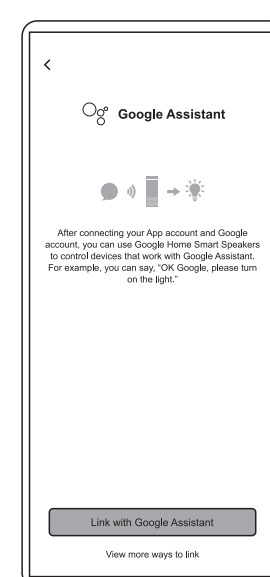 Google Assistant
After connecting your App account and Google
account, you can use Google Home Smart Speakers
to control devices that work with Google Assistant.
For example, you can say, "OK Google, please turn
on the light."
Link with Google Assistant
View more ways to link